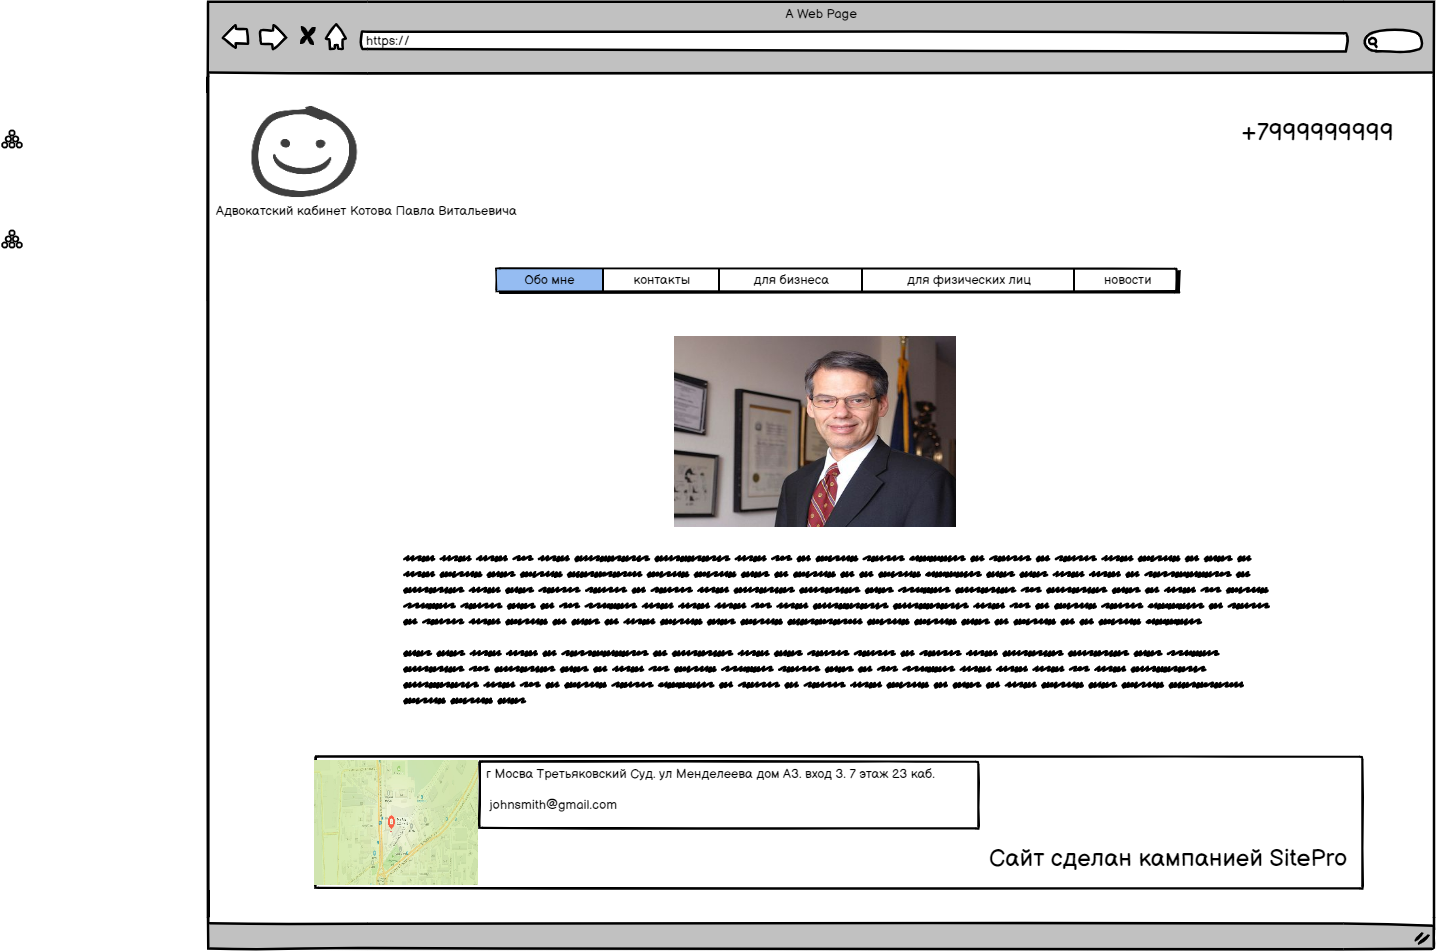 A Web Page
https://
+7999999999
Адвокатский кабинет Котова Павла Витальевича
Обо мне
контакты
для бизнеса
для физических лиц
новости
г Мосва Третьяковский Суд. ул Менделеева дом А3. вход 3. 7 этаж 23 каб.
johnsmith@gmail.com
Сайт сделан кампанией SitePro